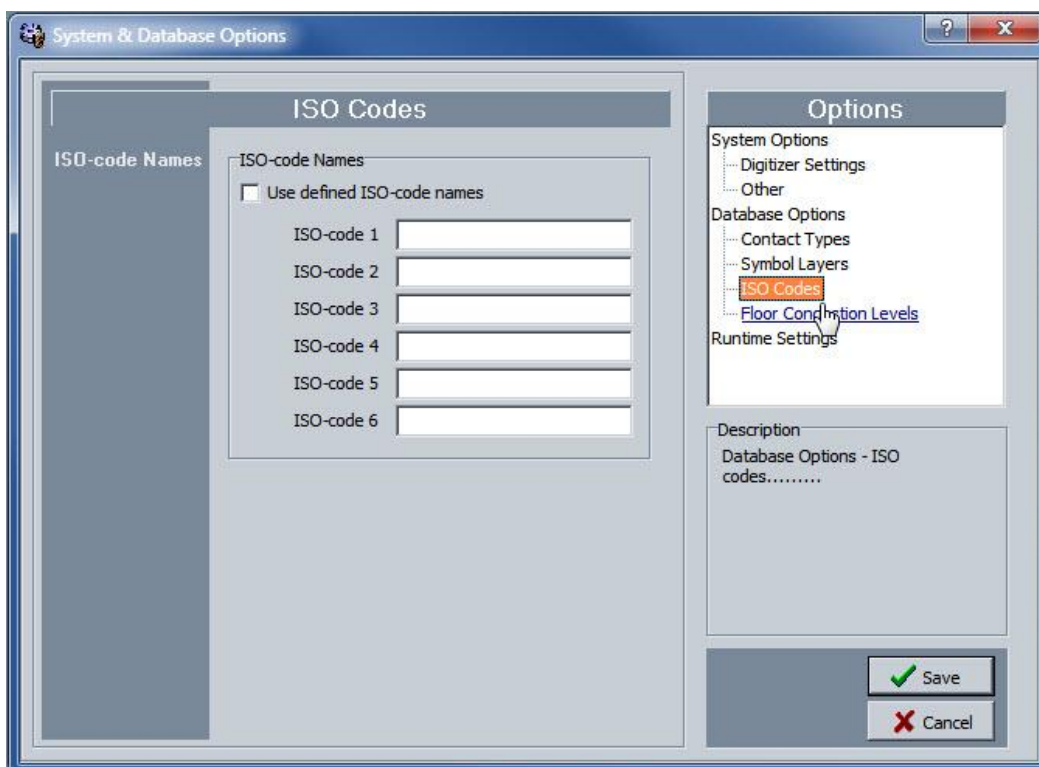 System & Database Options
?
ISO Codes
ISO-code Names
ISO-code Names
Use defined ISO-code names
ISO-code 1
ISO-code 2
ISO-code 3
ISO-code 4
ISO-code 5
ISO-code 6
Options
System Options
Digitizer Settings
Other
Database Options
Contact Types
Symbol Layers
ISO Codes
Floor Levels
Runtime Settings
Description
Database Options - ISO
codes.........
Save
Cancel